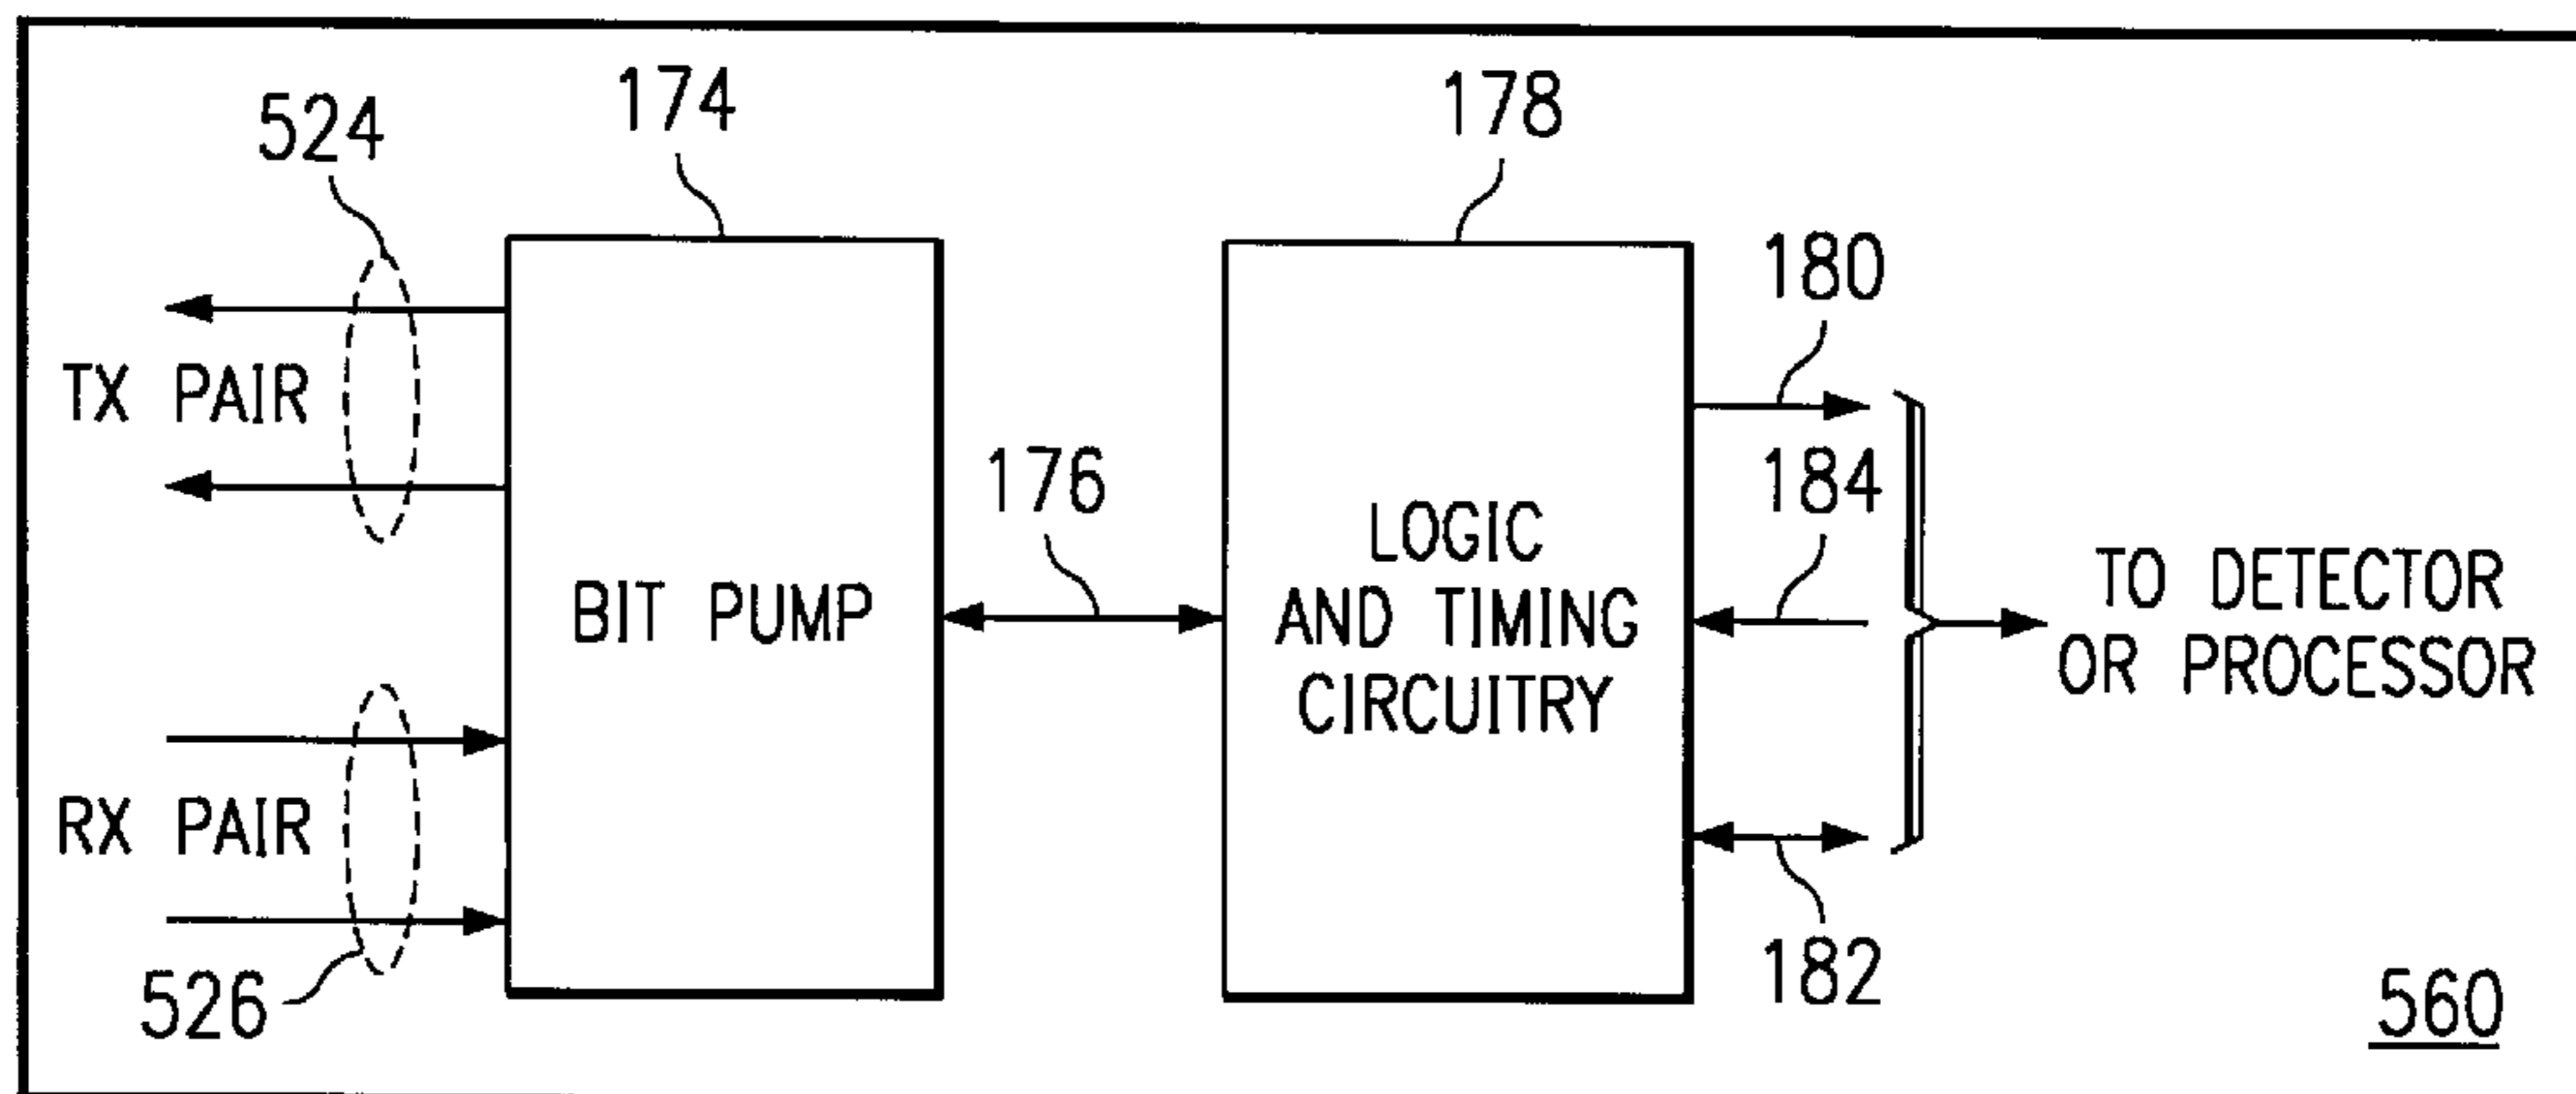 524
174
178
180
TX PAIR
176
184
BIT PUMP
LOGIC
AND TIMING
CIRCUITRY
TO DETECTOR
OR PROCESSOR
RX PAIR
526
182
560